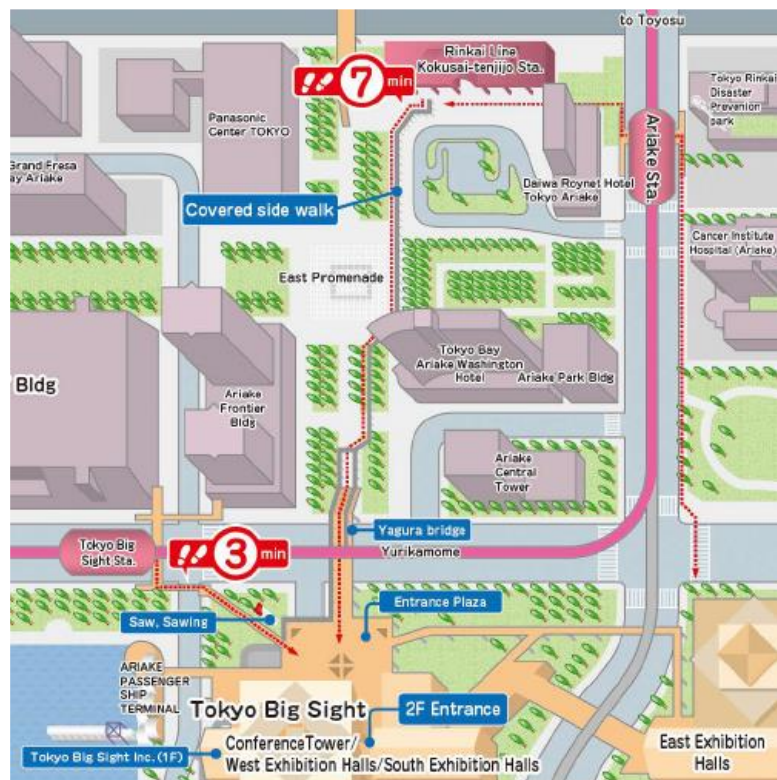 to Toyosu
Rinkai Line
Kokusai-tenjijo Sta.
7 min
Panasonic
Center TOKYO
Tokyo Rinkai
Disaster
Prevenion
park
Ariake Sta.
Grand Fresa
ay Ariake
Daiwa Roynet Hotel
Tokyo Ariake
Covered side walk
Cancer Institute
Hospital (Ariake)
East Promenade
Tokyo Bay
Ariake Washington
Hotel
Ariake Park Bldg
Bldg
Ariake
Frontier
Bldg
Ariake
Central
Tower
Yagura bridge
Tokyo Big
Sight Sta.
3 min
Yurikamome
Entrance Plaza
Saw, Sawing
ARIAKE
PASSENGER
SHIP
TERMINAL
Tokyo Big Sight
2F Entrance
Tokyo Big Sight Inc.(1F)
ConferenceTower/
West Exhibition Halls/South Exhibition Halls
East Exhibition
Halls